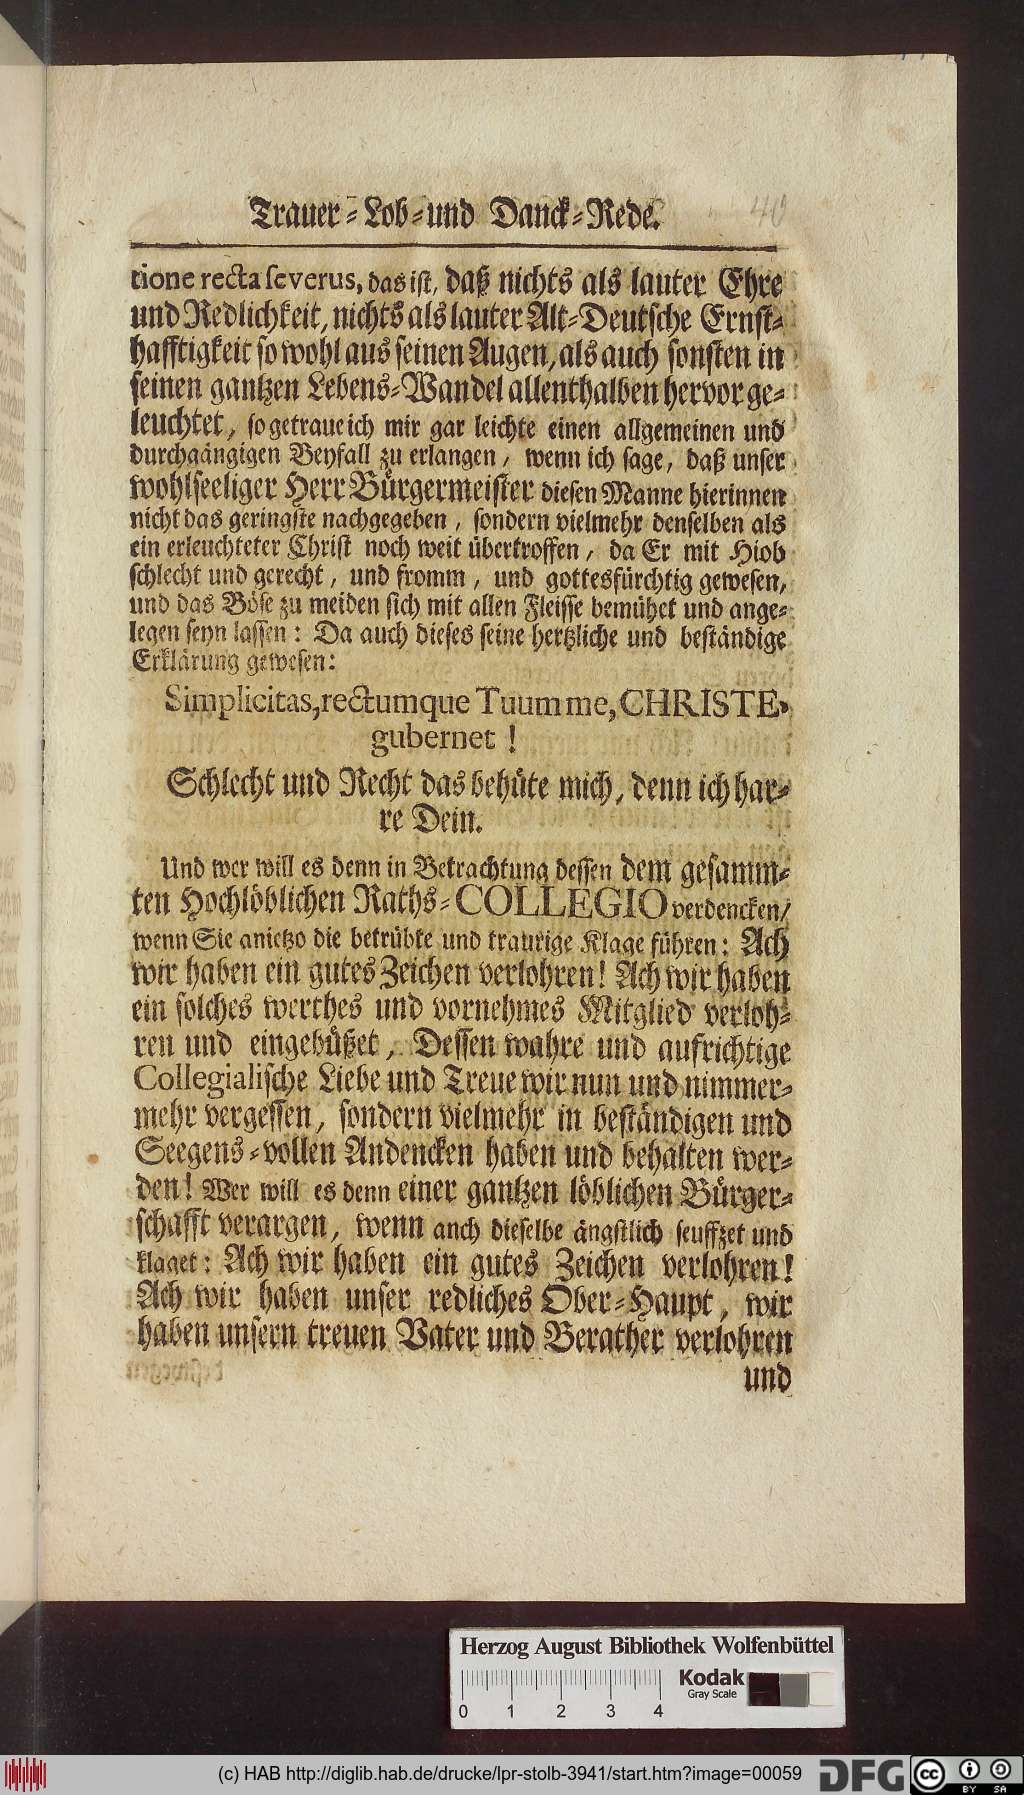 Trauer-Lob-und Danck-Rede.
40
tione recta severus, das ist, daß nichts als lauter Ehre
und Redlichkeit, nichts als lauter Alt-Deutsche Ernst-
hafftigkeit so wohl aus seinen Augen, als auch sonsten in
seinen gantzen Lebens-Wandel allenthalben hervor ge-
leuchtet, so getraue ich mir gar leichte einen allgemeinen und
durchgängigen Beyfall zu erlangen, wenn ich sage, daß unser
wohlseeliger Herr Bürgermeister diesen Manne hierinnen
nicht das geringste nachgegeben, sondern vielmehr denselben als
ein erleuchteter Christ noch weit übertroffen, da Er mit Hiob
schlecht und gerecht, und fromm, und gottesfürchtig gewesen,
und das Böse zu meiden sich mit allen Fleisse bemühet und ange-
legen seyn lassen: Da auch dieses seine hertzliche und beständige
Erklärung gewesen:
Simplicitas, rectumque Tuum me, CHRISTE,
gubernet !
Schlecht und Recht das behüte mich, denn ich har-
re Dein.
Und wer will es denn in Betrachtung dessen dem gesamm-
ten Hochlöblichen Raths-COLLEGIO verdencken/
wenn Sie anietzo die betrübte und traurige Klage führen: Ach
wir haben ein gutes Zeichen verlohren! Ach wir haben
ein solches werthes und vornehmes Mitglied verloh-
ren und eingebüßet, Dessen wahre und aufrichtige
Collegialische Liebe und Treue wir nun und nimmer-
mehr vergessen, sondern vielmehr in beständigen und
Seegens-vollen Andencken haben und behalten wer-
den! Wer will es denn einer gantzen löblichen Bürger-
schafft verargen, wenn auch dieselbe ängstlich seuffzet und
klaget: Ach wir haben ein gutes Zeichen verlohren!
Ach wir haben unser redliches Ober-Haupt, wir
haben unsern treuen Vater und Berather verlohren
und
Herzog August Bibliothek Wolfenbüttel
Kodak
Gray Scale
0 1 2 3 4
(c) HAB http://diglib.hab.de/drucke/lpr-stolb-3941/start.htm?image=00059
DFG
cc BY SA